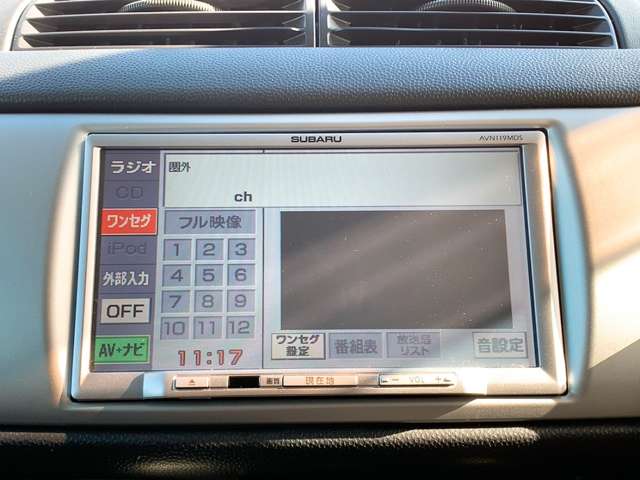 SUBARU
AVN119MDS
ラジオ
圏外
CD
ch
ワンセグ
フル映像
iPod
1 2 3
外部入力
4 5 6
7 8 9
OFF
10 11 12
ワンセグ
設定
番組表
放送局
リスト
音設定
AV+ナビ
11:17
画質
現在地
− VOL +